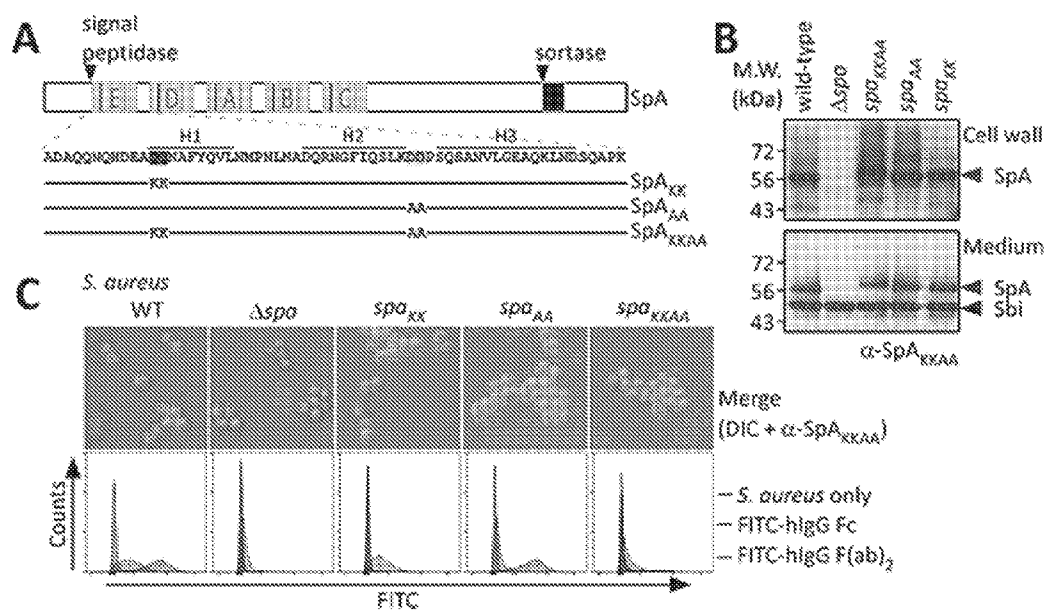 A
signal
peptidase
sortase
E D A B C
SpA
H1 H2 H3
KK
SpA_KK
AA
SpA_AA
KK AA
SpA_KKAA
B
M.W.
(kDa)
wild-type
Δspa
spa_KKAA
spa_AA
spa_KK
Cell wall
72
56
43
SpA
Medium
72
56
43
SpA
Sbi
α-SpA_KKAA
C
S. aureus
WT Δspa spa_KK spa_AA spa_KKAA
Merge
(DIC + α-SpA_KKAA)
Counts
S. aureus only
FITC-hIgG Fc
FITC-hIgG F(ab)₂
FITC